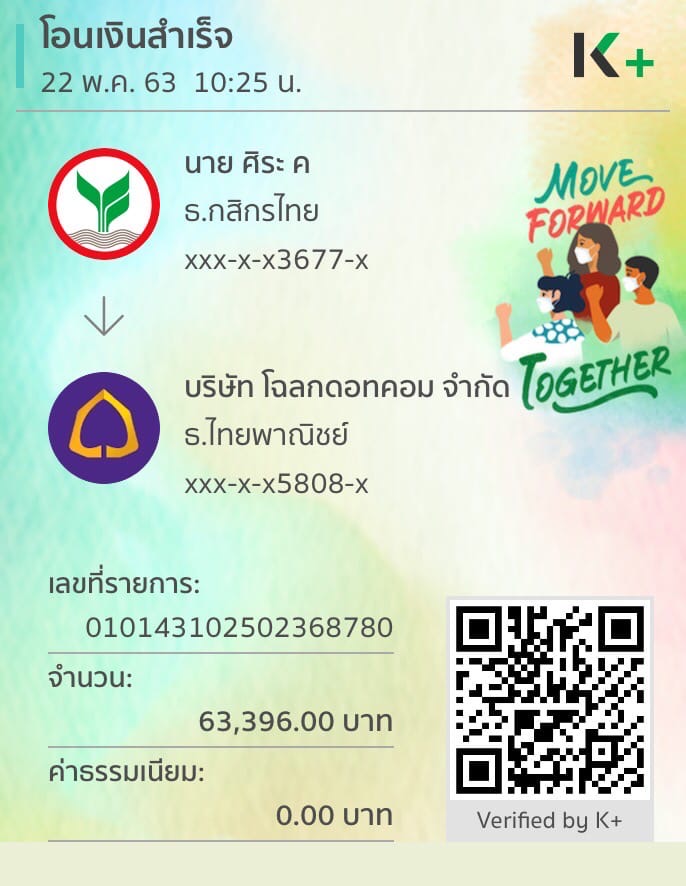 โอนเงินสำเร็จ
22 พ.ค. 63 10:25 น.
K+
นาย ศิระ ค
ธ.กสิกรไทย
xxx-x-x3677-x
MOVE
FORWARD
TOGETHER
บริษัท โฉลกดอทคอม จำกัด
ธ.ไทยพาณิชย์
xxx-x-x5808-x
เลขที่รายการ:
010143102502368780
จำนวน:
63,396.00 บาท
ค่าธรรมเนียม:
0.00 บาท
Verified by K+